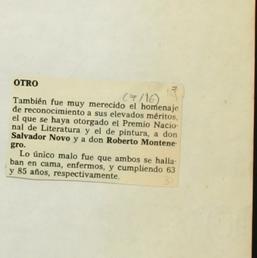 OTRO
(7/16)
También fue muy merecido el homenaje
de reconocimiento a sus elevados méritos,
el que se haya otorgado el Premio Nacio-
nal de Literatura y el de pintura, a don
Salvador Novo y a don Roberto Montene-
gro.
Lo único malo fue que ambos se halla-
ban en cama, enfermos, y cumpliendo 63
y 85 años, respectivamente.